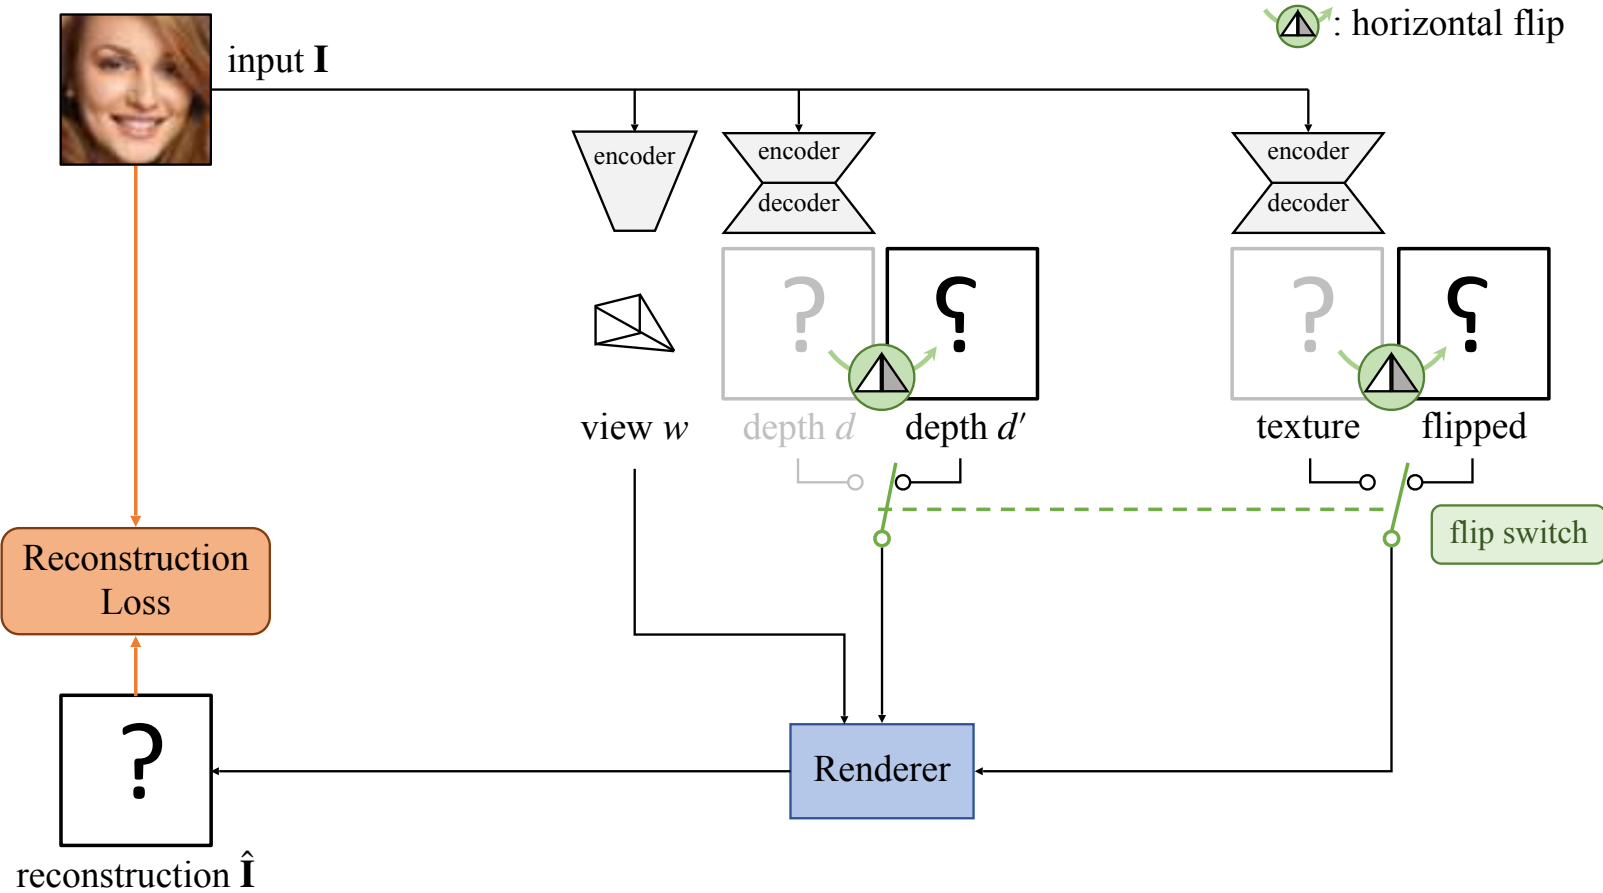 : horizontal flip
input I
encoder
encoder
decoder
encoder
decoder
?
?
?
?
view w
depth d
depth d′
texture
flipped
flip switch
Reconstruction
Loss
Renderer
?
reconstruction Î